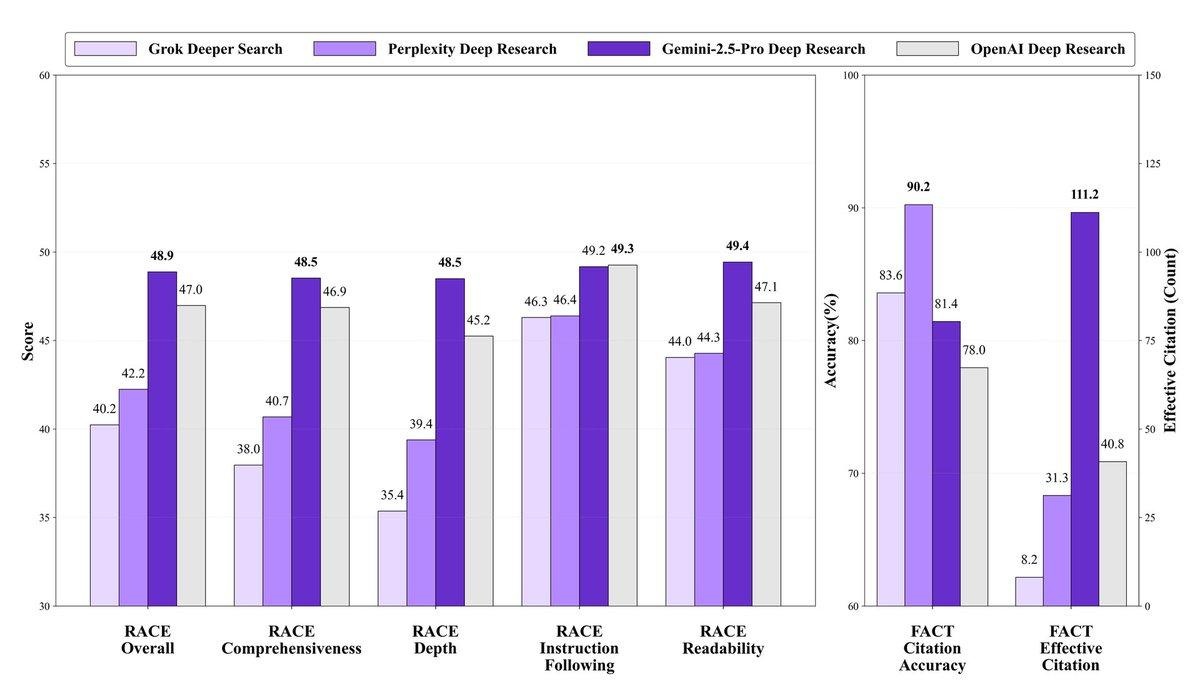 Grok Deeper Search Perplexity Deep Research Gemini-2.5-Pro Deep Research OpenAI Deep Research
Score
60
55
50
45
40
35
30
40.2
42.2
48.9
47.0
38.0
40.7
48.5
46.9
35.4
39.4
48.5
45.2
46.3
46.4
49.2
49.3
44.0
44.3
49.4
47.1
RACE
Overall
RACE
Comprehensiveness
RACE
Depth
RACE
Instruction
Following
RACE
Readability
Accuracy(%)
100
90
80
70
60
83.6
90.2
81.4
78.0
8.2
31.3
111.2
40.8
FACT
Citation
Accuracy
FACT
Effective
Citation
150
125
100
75
50
25
0
Effective Citation (Count)